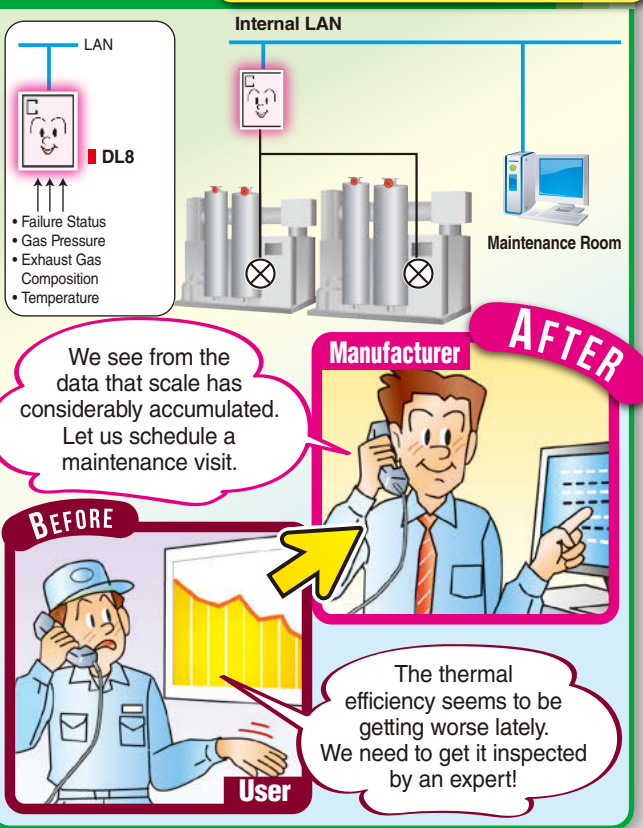 Internal LAN
LAN
C
C
DL8
• Failure Status
• Gas Pressure
• Exhaust Gas
Composition
• Temperature
Maintenance Room
AFTER
Manufacturer
We see from the
data that scale has
considerably accumulated.
Let us schedule a
maintenance visit.
BEFORE
The thermal
efficiency seems to be
getting worse lately.
We need to get it inspected
by an expert!
User